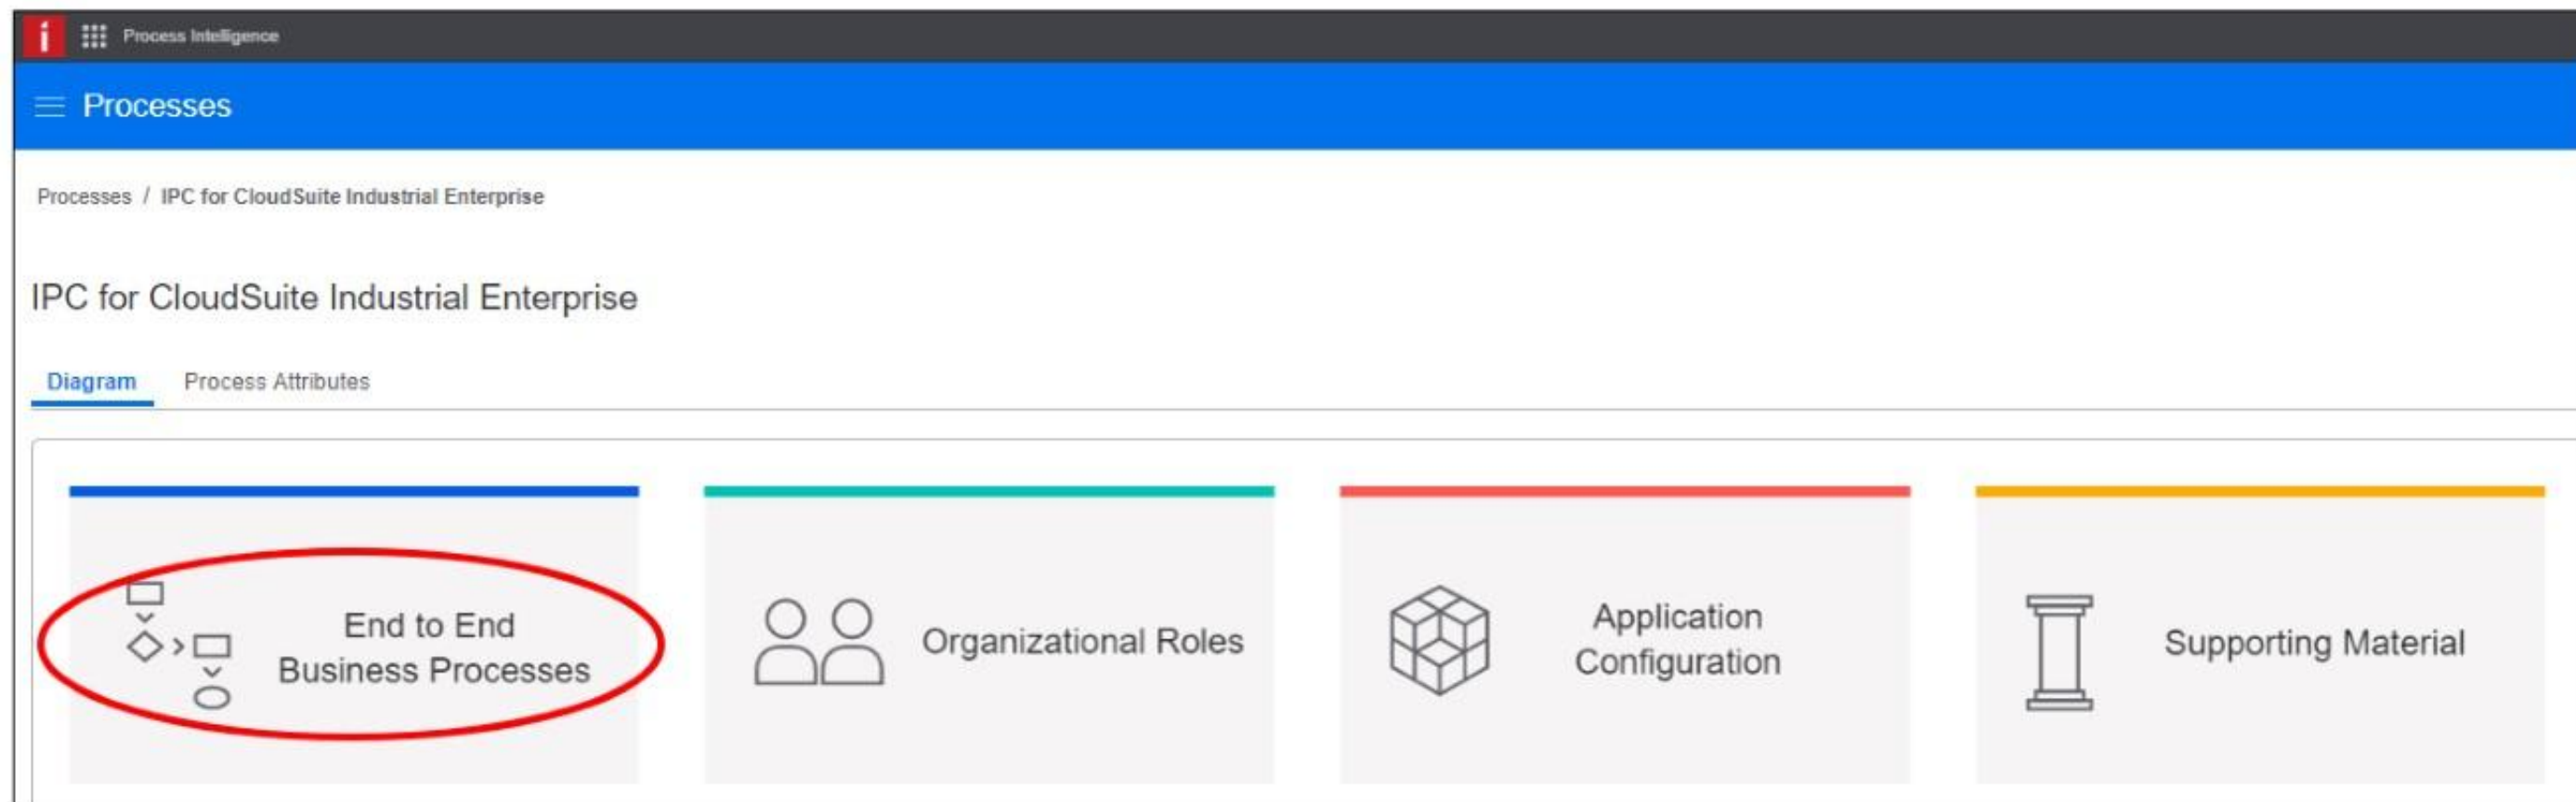 i
Process Intelligence
Processes
Processes / IPC for CloudSuite Industrial Enterprise
IPC for CloudSuite Industrial Enterprise
Diagram Process Attributes
End to End
Business Processes
Organizational Roles
Application
Configuration
Supporting Material